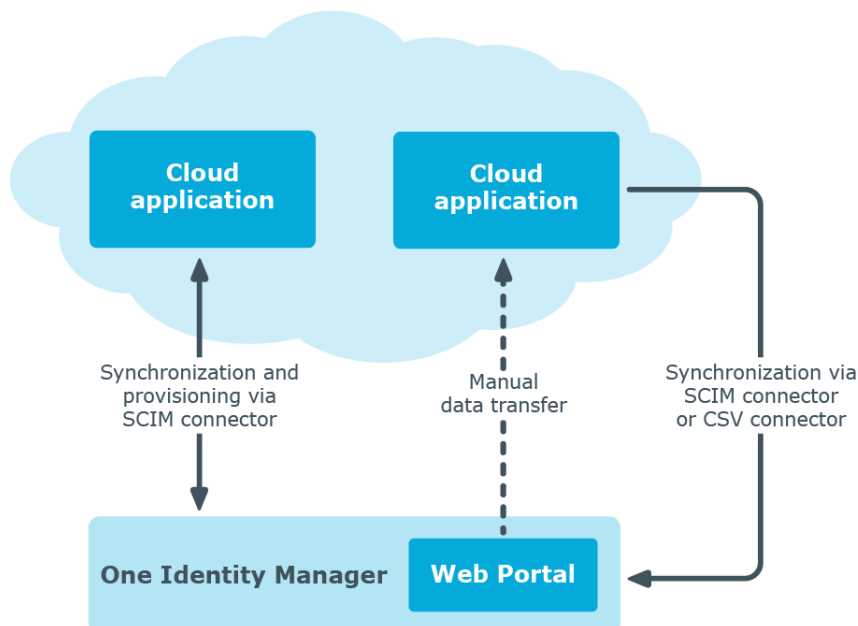 Cloud
application
Cloud
application
Synchronization and
provisioning via
SCIM connector
Manual
data transfer
Synchronization via
SCIM connector
or CSV connector
One Identity Manager
Web Portal